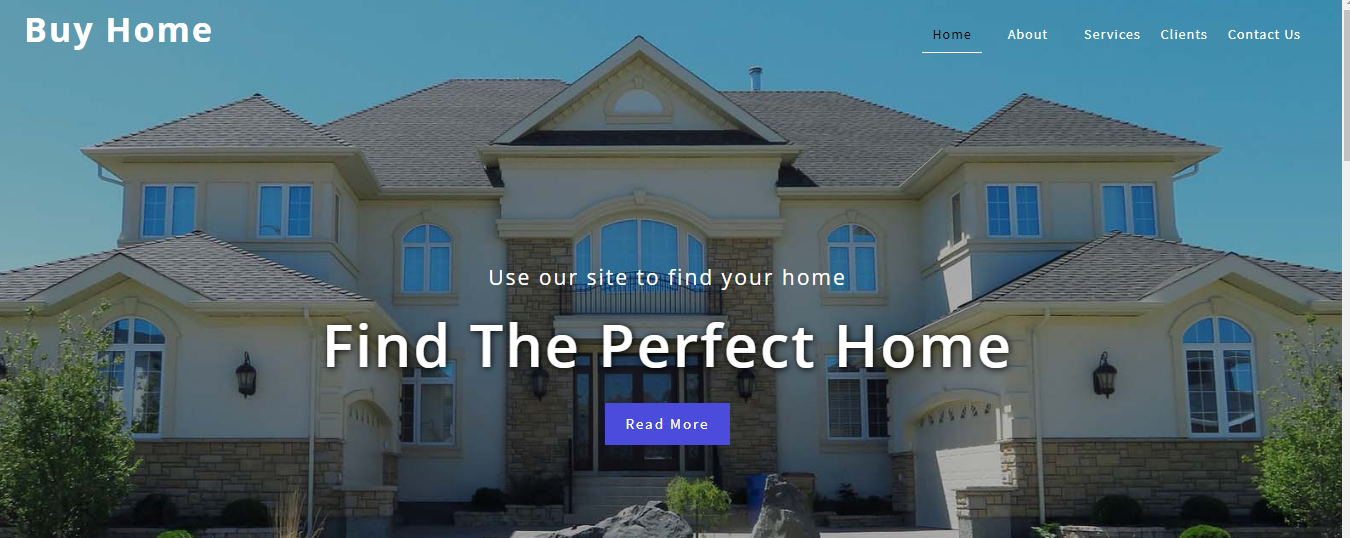 Buy Home
Home About Services Clients Contact Us
Use our site to find your home
Find The Perfect Home
Read More